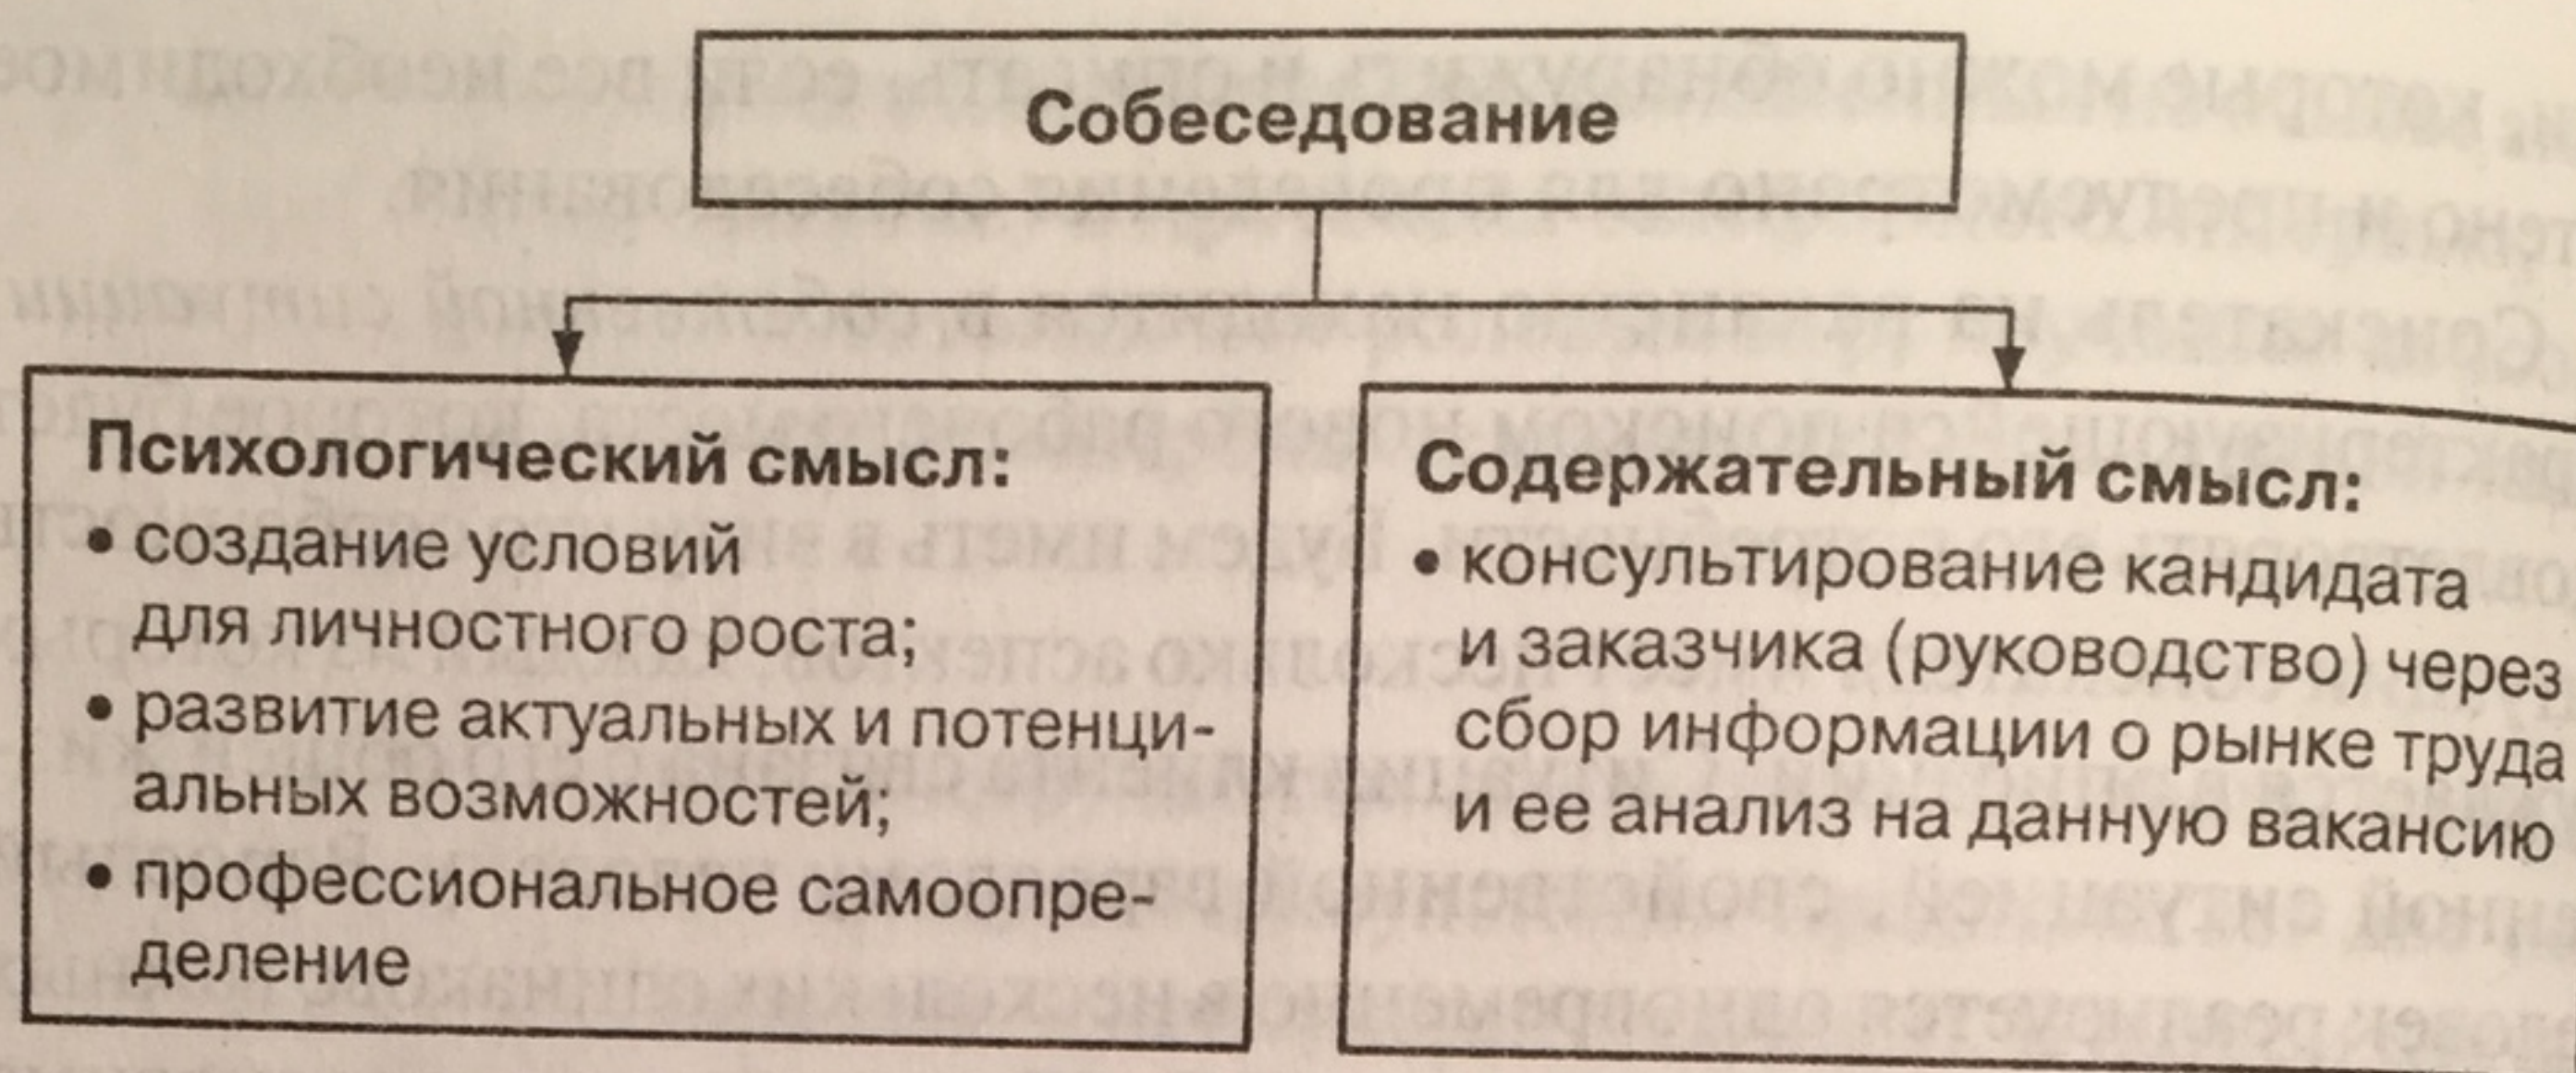 Собеседование
Психологический смысл:
• создание условий
для личностного роста;
• развитие актуальных и потенци-
альных возможностей;
• профессиональное самоопре-
деление
Содержательный смысл:
• консультирование кандидата
и заказчика (руководство) через
сбор информации о рынке труда
и ее анализ на данную вакансию